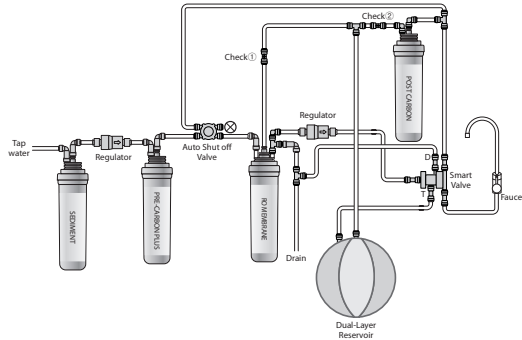 Check②
Check①
POST CARBON
Regulator
Tap
water
Regulator
Auto Shut off
Valve
D
Smart
Valve
T
Fauce
SEDIMENT
PRE-CARBON PLUS
RO MEMBRANE
Drain
Dual-Layer
Reservoir